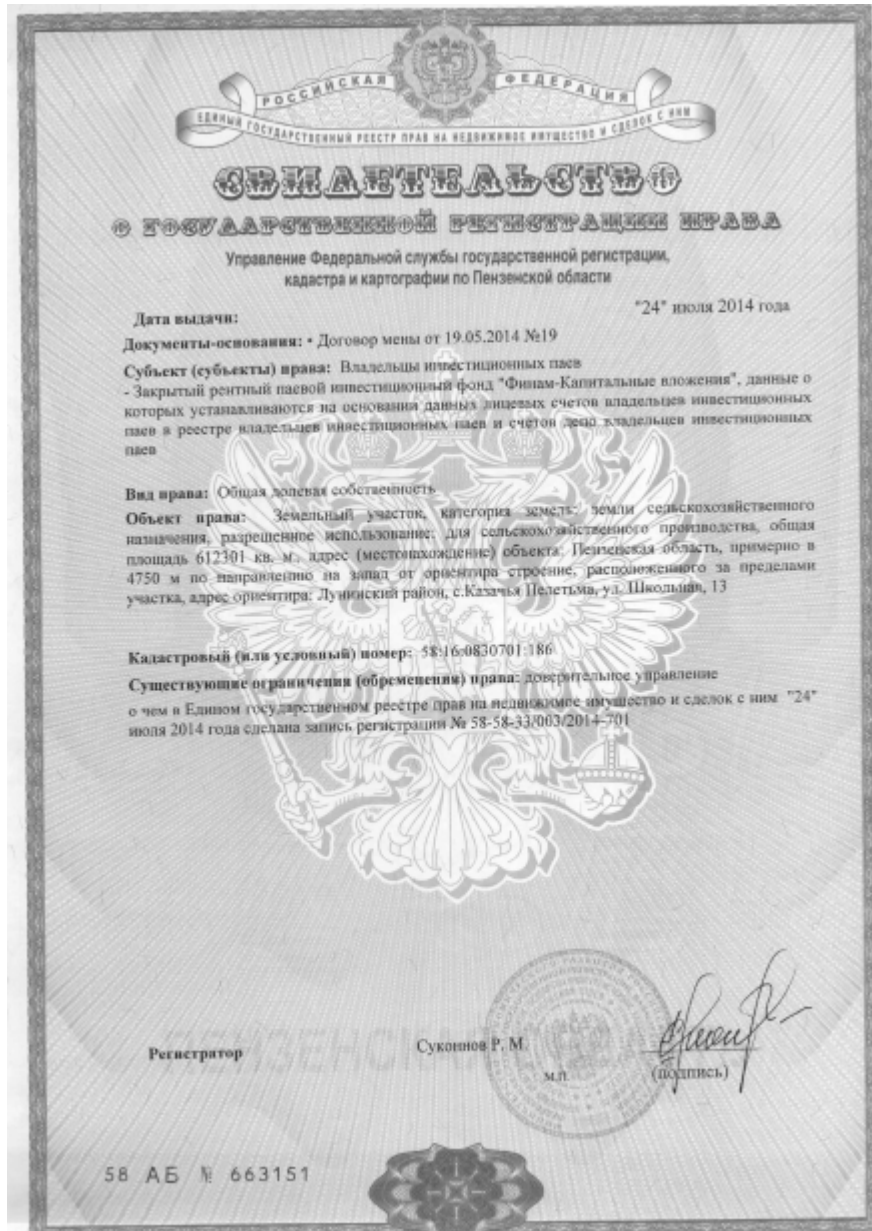 РОССИЙСКАЯ ФЕДЕРАЦИЯ
ЕДИНЫЙ ГОСУДАРСТВЕННЫЙ РЕЕСТР ПРАВ НА НЕДВИЖИМОЕ ИМУЩЕСТВО И СДЕЛОК С НИМ
СВИДЕТЕЛЬСТВО
О ГОСУДАРСТВЕННОЙ РЕГИСТРАЦИИ ПРАВА
Управление Федеральной службы государственной регистрации,
кадастра и картографии по Пензенской области
Дата выдачи: "24" июля 2014 года
Документы-основания: • Договор мены от 19.05.2014 №19
Субъект (субъекты) права: Владельцы инвестиционных паев
- Закрытый рентный паевой инвестиционный фонд "Финам-Капитальные вложения", данные о
которых устанавливаются на основании данных лицевых счетов владельцев инвестиционных
паев в реестре владельцев инвестиционных паев и счетов депо владельцев инвестиционных
паев
Вид права: Общая долевая собственность
Объект права: Земельный участок, категория земель: земли сельскохозяйственного
назначения, разрешенное использование: для сельскохозяйственного производства, общая
площадь 612301 кв. м., адрес (местонахождение) объекта: Пензенская область, примерно в
4750 м по направлению на запад от ориентира строение, расположенного за пределами
участка, адрес ориентира: Лунинский район, с.Казачья Пелетьма, ул. Школьная, 13
Кадастровый (или условный) номер: 58:16:0830701:186
Существующие ограничения (обременения) права: доверительное управление
о чем в Едином государственном реестре прав на недвижимое имущество и сделок с ним "24"
июля 2014 года сделана запись регистрации № 58-58-33/003/2014-701
Регистратор Суконнов Р. М.
м.п. (подпись)
58 АБ № 663151